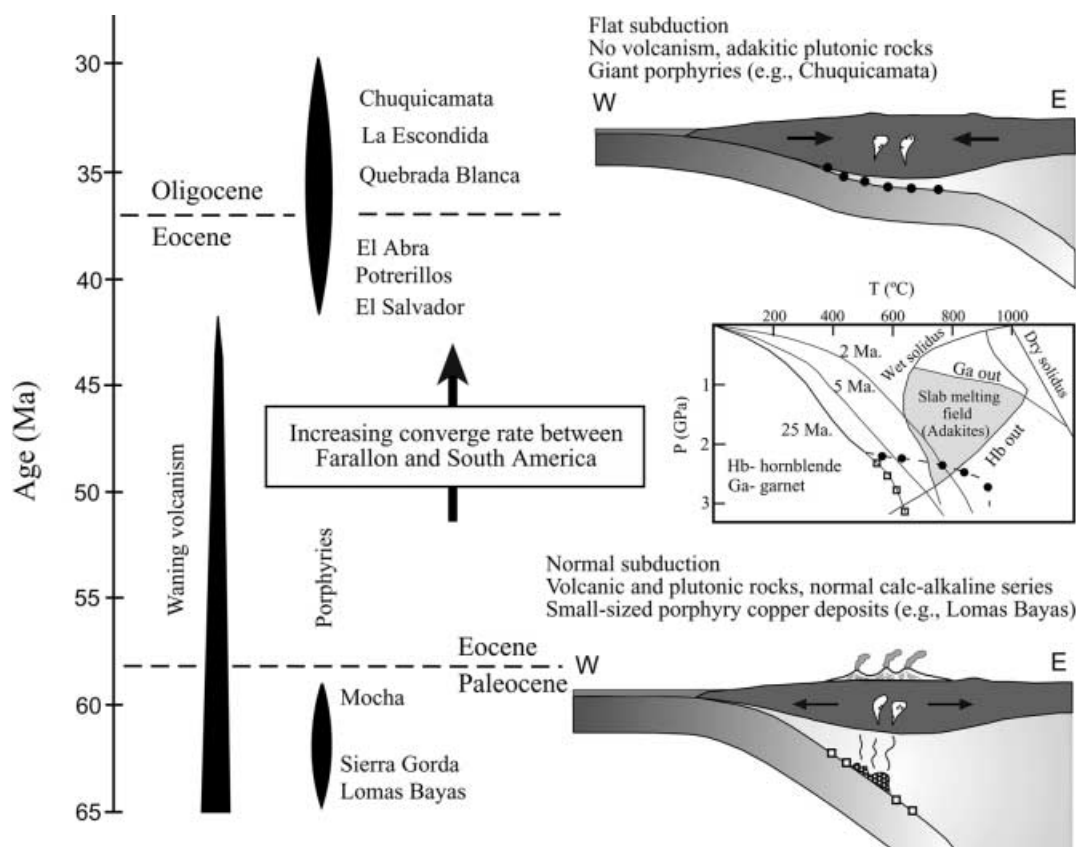 Flat subduction
No volcanism, adakitic plutonic rocks
Giant porphyries (e.g., Chuquicamata)
W
E
Age (Ma)
30
35
40
45
50
55
60
65
Chuquicamata
La Escondida
Quebrada Blanca
Oligocene
Eocene
El Abra
Potrerillos
El Salvador
Increasing converge rate between
Farallon and South America
Waning volcanism
Porphyries
Eocene
Paleocene
Mocha
Sierra Gorda
Lomas Bayas
T (ºC)
200
400
600
800
1000
P (GPa)
1
2
3
2 Ma.
5 Ma.
25 Ma.
Wet solidus
Dry solidus
Ga out
Slab melting
field
(Adakites)
Hb out
Hb- hornblende
Ga- garnet
Normal subduction
Volcanic and plutonic rocks, normal calc-alkaline series
Small-sized porphyry copper deposits (e.g., Lomas Bayas)
W
E